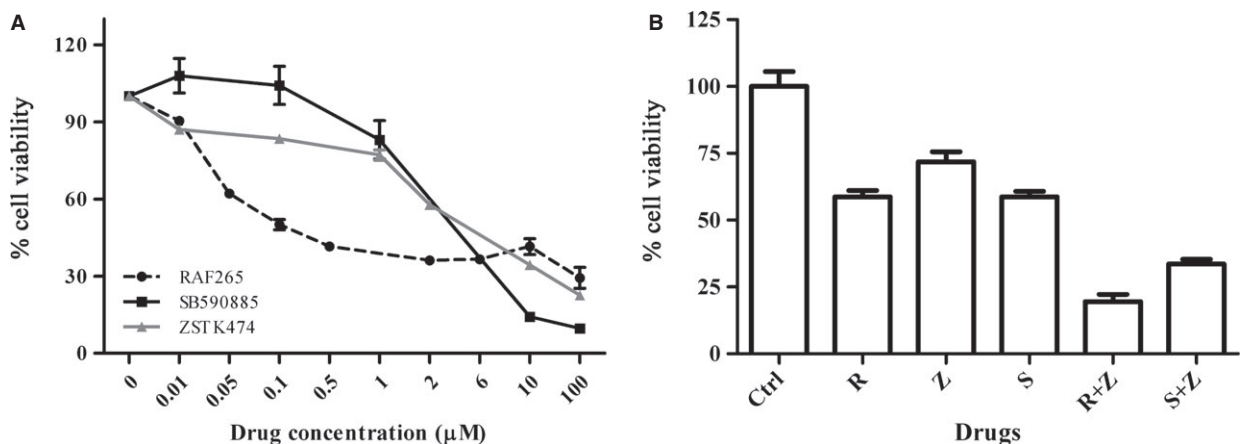 A
% cell viability
120
90
60
30
0
RAF265
SB590885
ZSTK474
0
0.01
0.05
0.1
0.5
1
2
6
10
100
Drug concentration (μM)
B
% cell viability
125
100
75
50
25
0
Ctrl
R
Z
S
R+Z
S+Z
Drugs